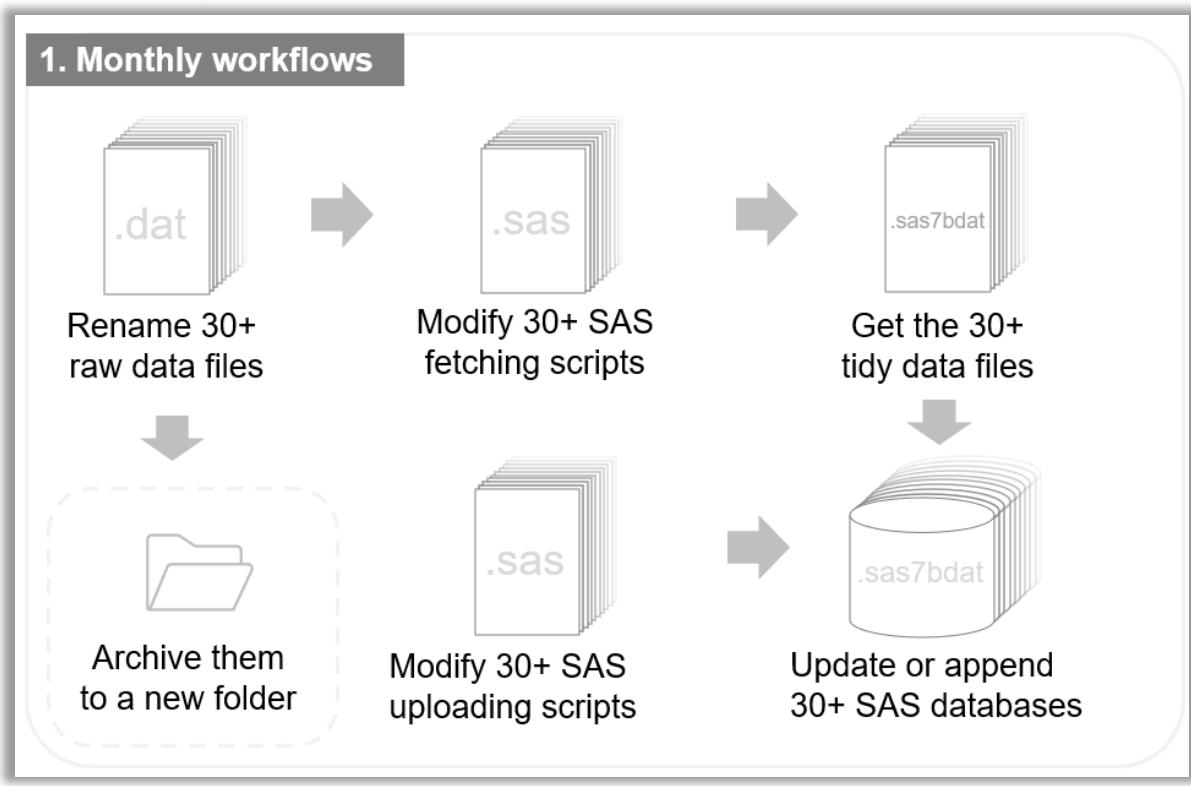 1. Monthly workflows
.dat
Rename 30+
raw data files
.sas
Modify 30+ SAS
fetching scripts
.sas7bdat
Get the 30+
tidy data files
Archive them
to a new folder
.sas
Modify 30+ SAS
uploading scripts
.sas7bdat
Update or append
30+ SAS databases